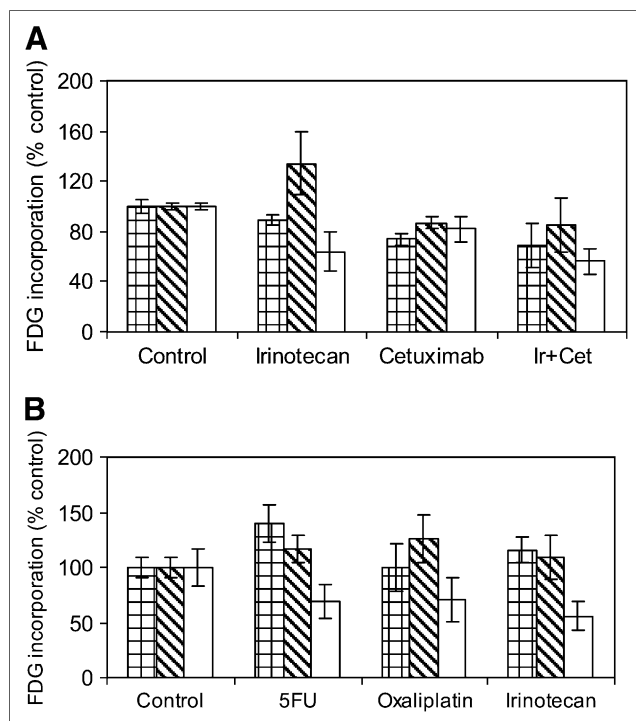 A
FDG incorporation (% control)
200
160
120
80
40
0
Control Irinotecan Cetuximab Ir+Cet
B
FDG incorporation (% control)
200
150
100
50
0
Control 5FU Oxaliplatin Irinotecan